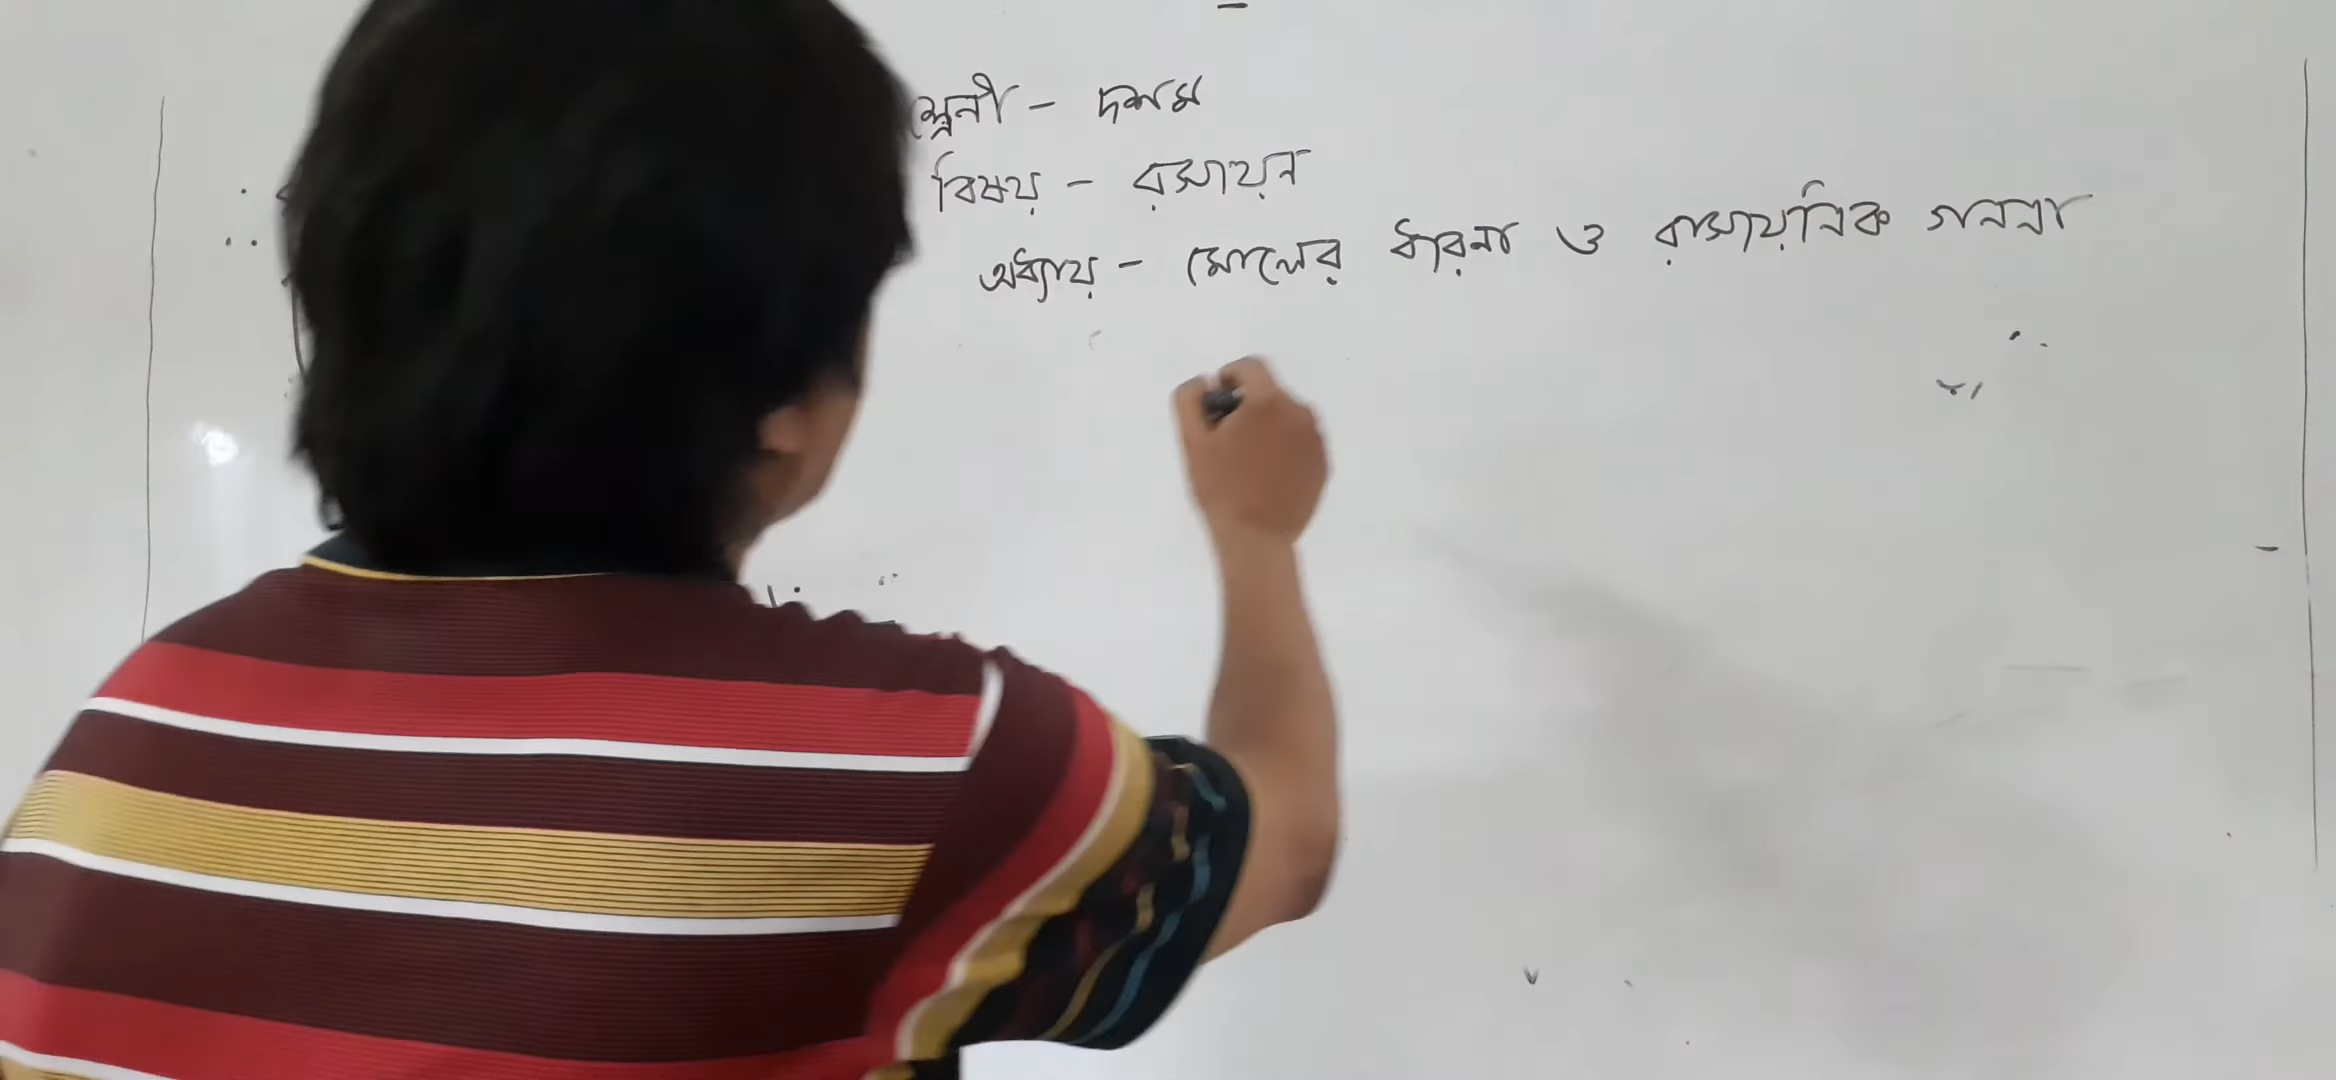 শ্রেনী - দশম
বিষয় - রসায়ন
অধ্যায় - মোলের ধারনা ও রাসায়নিক গননা